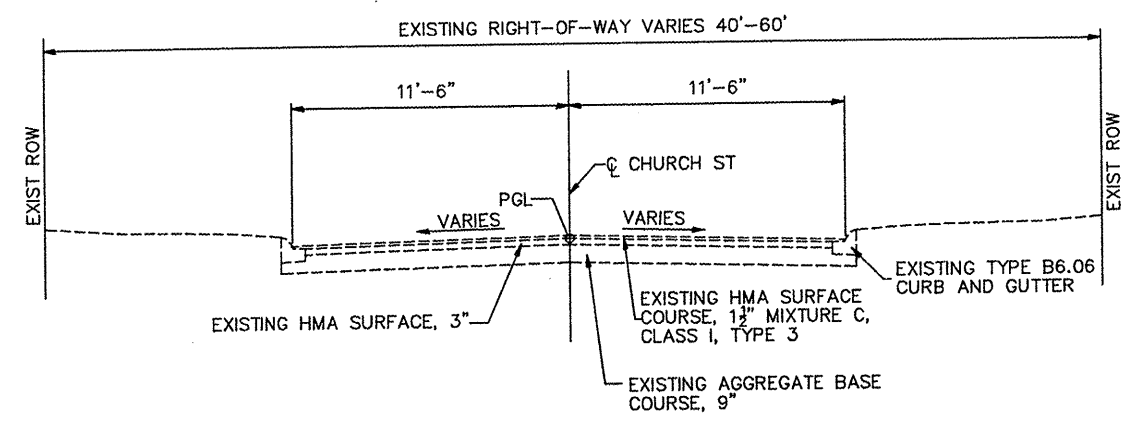 EXISTING RIGHT-OF-WAY VARIES 40'-60'
11'-6"
11'-6"
EXIST ROW
EXIST ROW
℄ CHURCH ST
PGL
VARIES
VARIES
EXISTING TYPE B6.06
CURB AND GUTTER
EXISTING HMA SURFACE, 3"
EXISTING HMA SURFACE
COURSE, 1½" MIXTURE C,
CLASS I, TYPE 3
EXISTING AGGREGATE BASE
COURSE, 9"